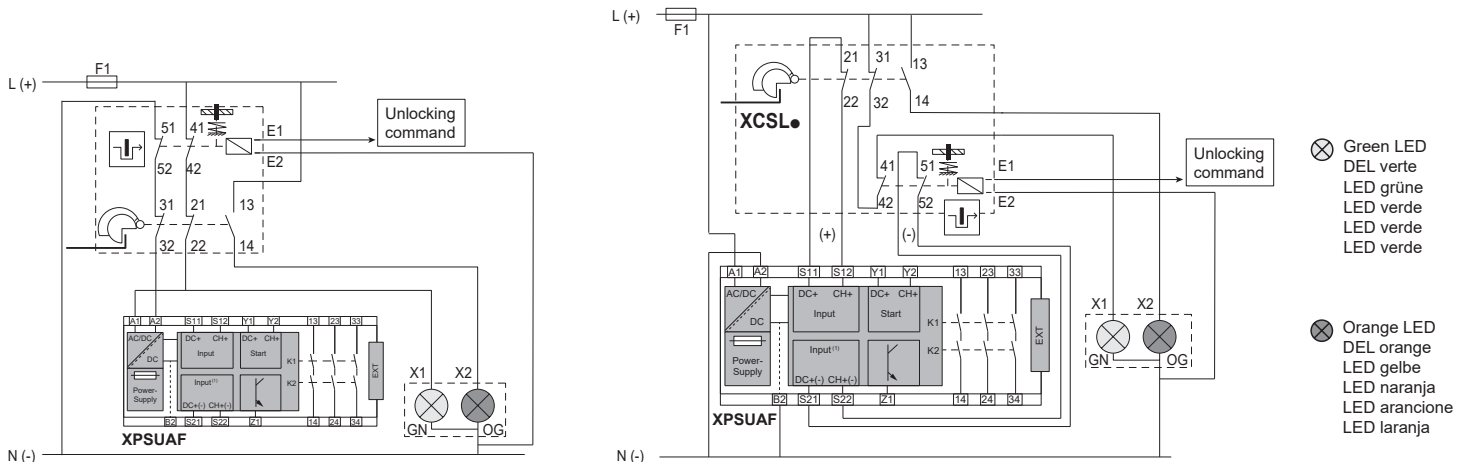 L (+)
F1
51 41
E1
E2
Unlocking
command
52 42
31 21 13
32 22 14
A1 A2 S11 S12 Y1 Y2 13 23 33
AC/DC
DC
DC+ CH+
Input
DC+ CH+
Start
K1
K2
Power-
Supply
Input(1)
DC+(-) CH+(-)
EXT
B2 S21 S22 Z1 14 24 34
XPSUAF
X1 X2
GN OG
N (-)
L (+)
F1
21 31 13
22 32 14
XCSL●
41 51
E1
E2
Unlocking
command
42 52
(+) (-)
A1 A2 S11 S12 Y1 Y2 13 23 33
AC/DC
DC
DC+ CH+
Input
DC+ CH+
Start
K1
K2
Power-
Supply
Input(1)
DC+(-) CH+(-)
EXT
B2 S21 S22 Z1 14 24 34
XPSUAF
X1 X2
GN OG
N (-)
Green LED
DEL verte
LED grüne
LED verde
LED verde
LED verde
Orange LED
DEL orange
LED gelbe
LED naranja
LED arancione
LED laranja